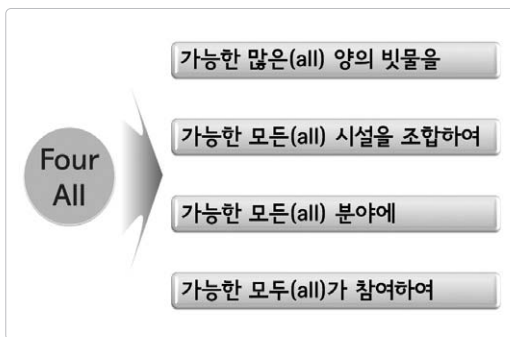 Four
All
가능한 많은(all) 양의 빗물을
가능한 모든(all) 시설을 조합하여
가능한 모든(all) 분야에
가능한 모두(all)가 참여하여